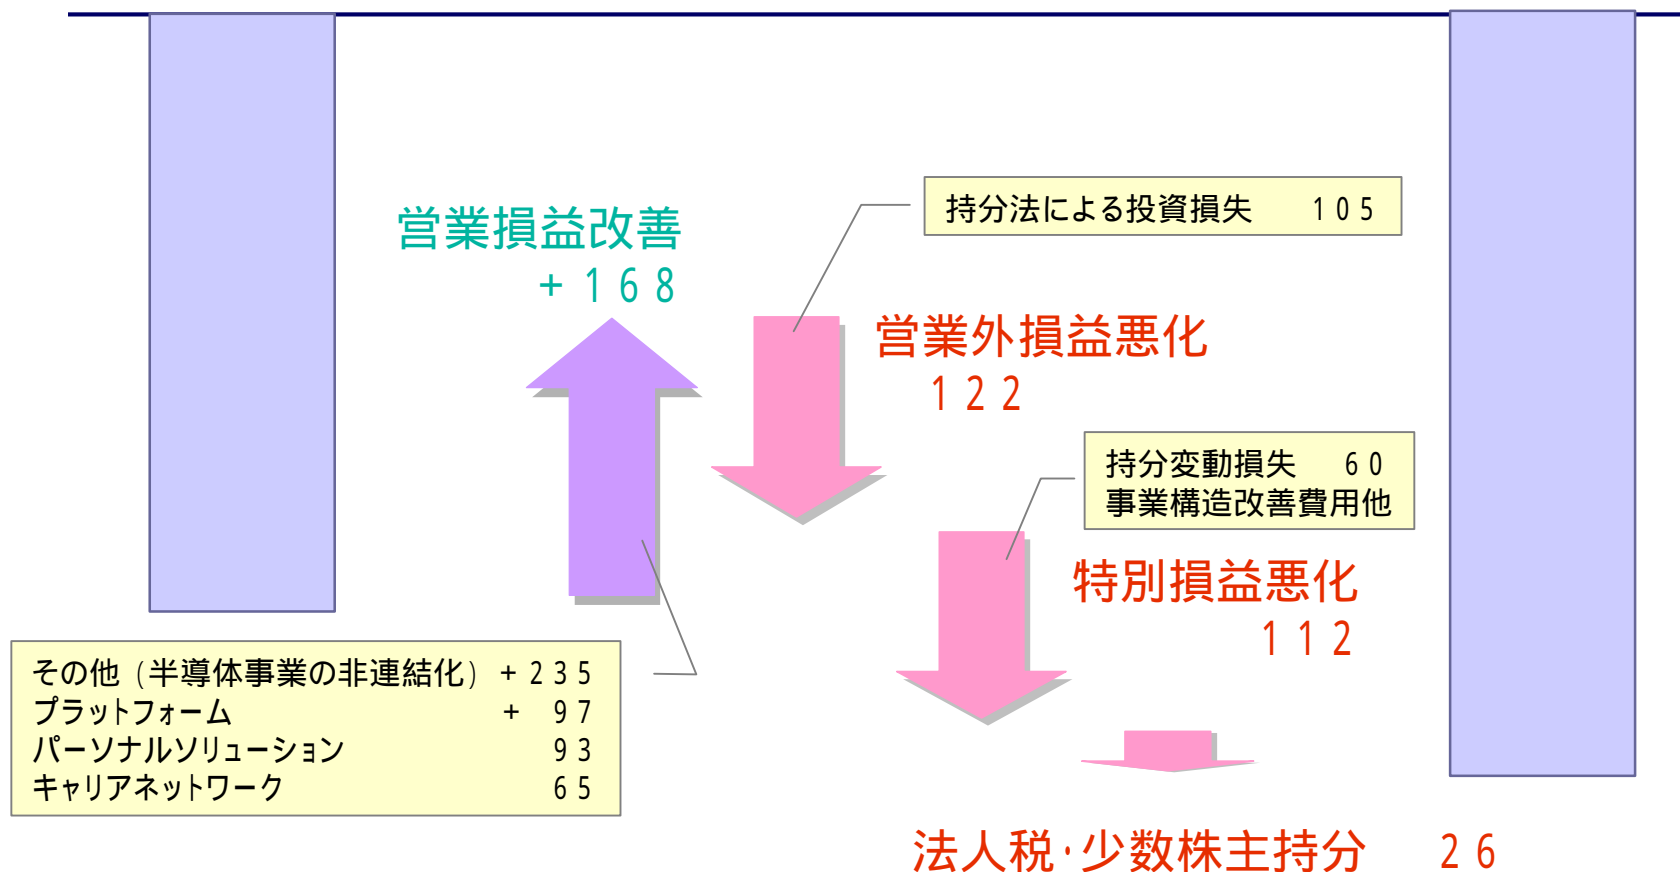 持分法による投資損失 105
営業損益改善
+168
営業外損益悪化
122
持分変動損失 60
事業構造改善費用他
特別損益悪化
112
その他(半導体事業の非連結化) +235
プラットフォーム + 97
パーソナルソリューション 93
キャリアネットワーク 65
法人税・少数株主持分 26